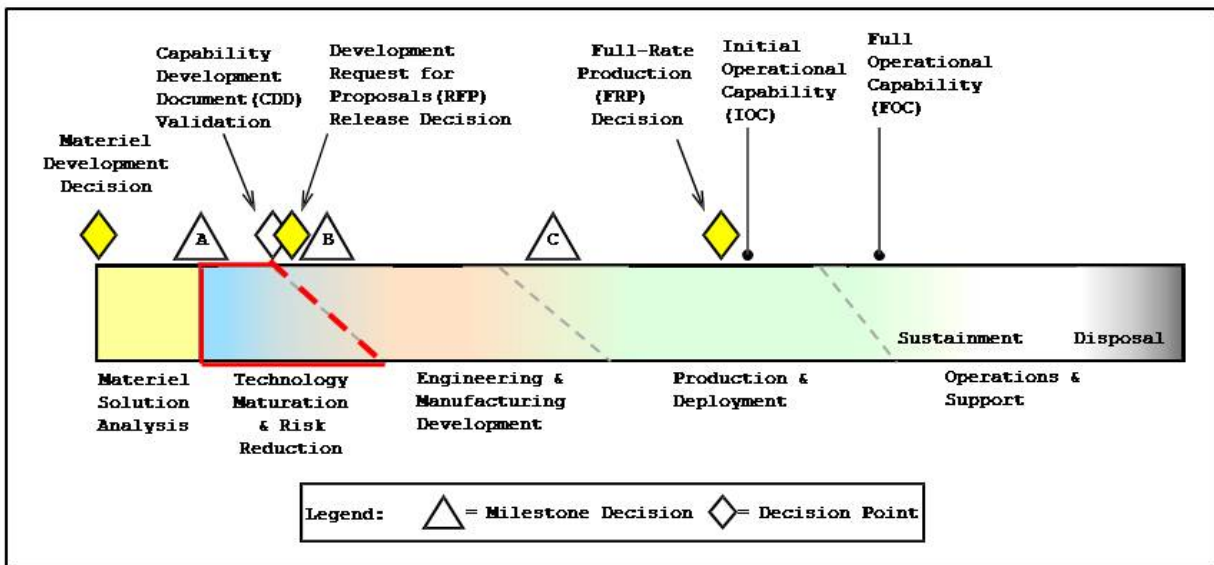 Capability
Development
Document(CDD)
Validation
Development
Request for
Proposals(RFP)
Release Decision
Full-Rate
Production
(FRP)
Decision
Initial
Operational
Capability
(IOC)
Full
Operational
Capability
(FOC)
Materiel
Development
Decision
A
B
C
Sustainment
Disposal
Materiel
Solution
Analysis
Technology
Maturation
& Risk
Reduction
Engineering &
Manufacturing
Development
Production &
Deployment
Operations &
Support
Legend:
= Milestone Decision
= Decision Point